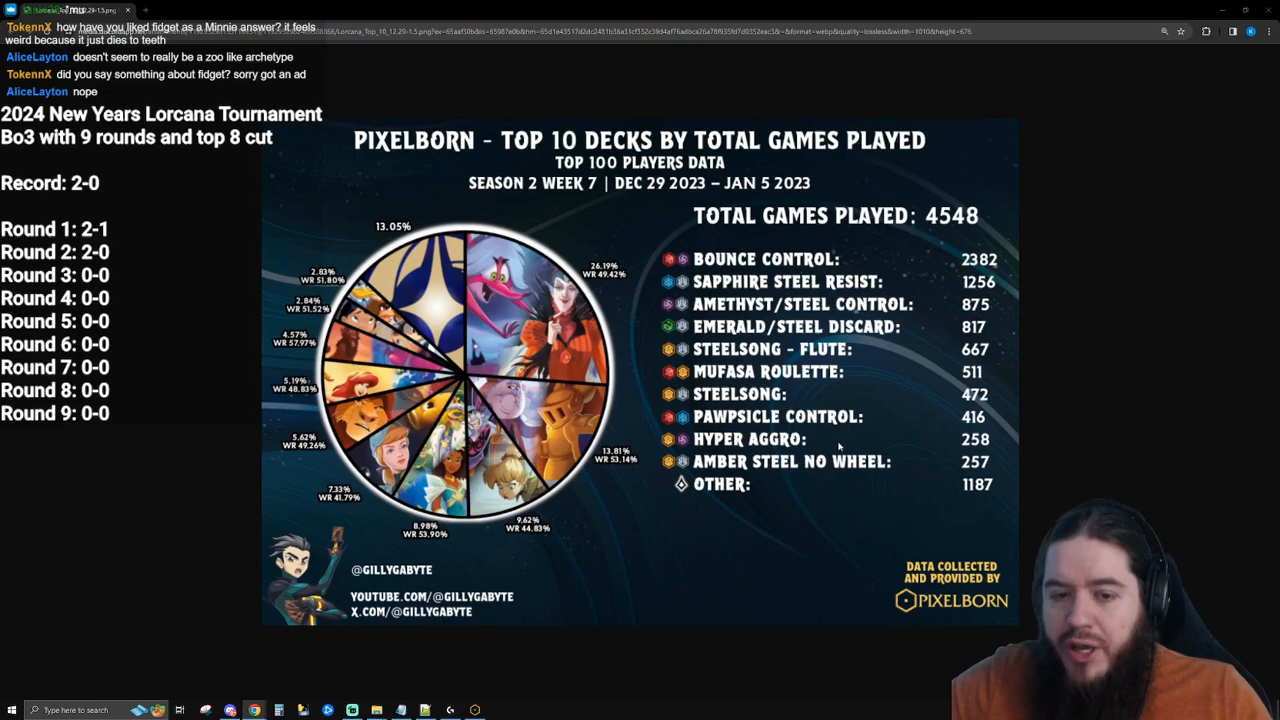 TokennX how have you liked fidget as a Minnie answer? it feels
weird because it just dies to teeth
AliceLayton doesn't seem to really be a zoo like archetype
TokennX did you say something about fidget? sorry got an ad
AliceLayton nope
2024 New Years Lorcana Tournament
Bo3 with 9 rounds and top 8 cut
Record: 2-0
Round 1: 2-1
Round 2: 2-0
Round 3: 0-0
Round 4: 0-0
Round 5: 0-0
Round 6: 0-0
Round 7: 0-0
Round 8: 0-0
Round 9: 0-0
PIXELBORN - TOP 10 DECKS BY TOTAL GAMES PLAYED
TOP 100 PLAYERS DATA
SEASON 2 WEEK 7 | DEC 29 2023 – JAN 5 2023
TOTAL GAMES PLAYED: 4548
BOUNCE CONTROL: 2382
SAPPHIRE STEEL RESIST: 1256
AMETHYST/STEEL CONTROL: 875
EMERALD/STEEL DISCARD: 817
STEELSONG - FLUTE: 667
MUFASA ROULETTE: 511
STEELSONG: 472
PAWPSICLE CONTROL: 416
HYPER AGGRO: 258
AMBER STEEL NO WHEEL: 257
OTHER: 1187
13.05%
26.19%
WR 49.42%
13.81%
WR 53.14%
9.62%
WR 44.83%
8.98%
WR 53.90%
7.33%
WR 41.79%
5.62%
WR 49.26%
5.19%
WR 48.83%
4.57%
WR 57.97%
2.84%
WR 51.52%
2.83%
WR 51.80%
@GILLYGABYTE
YOUTUBE.COM/@GILLYGABYTE
X.COM/@GILLYGABYTE
DATA COLLECTED
AND PROVIDED BY
PIXELBORN
Type here to search